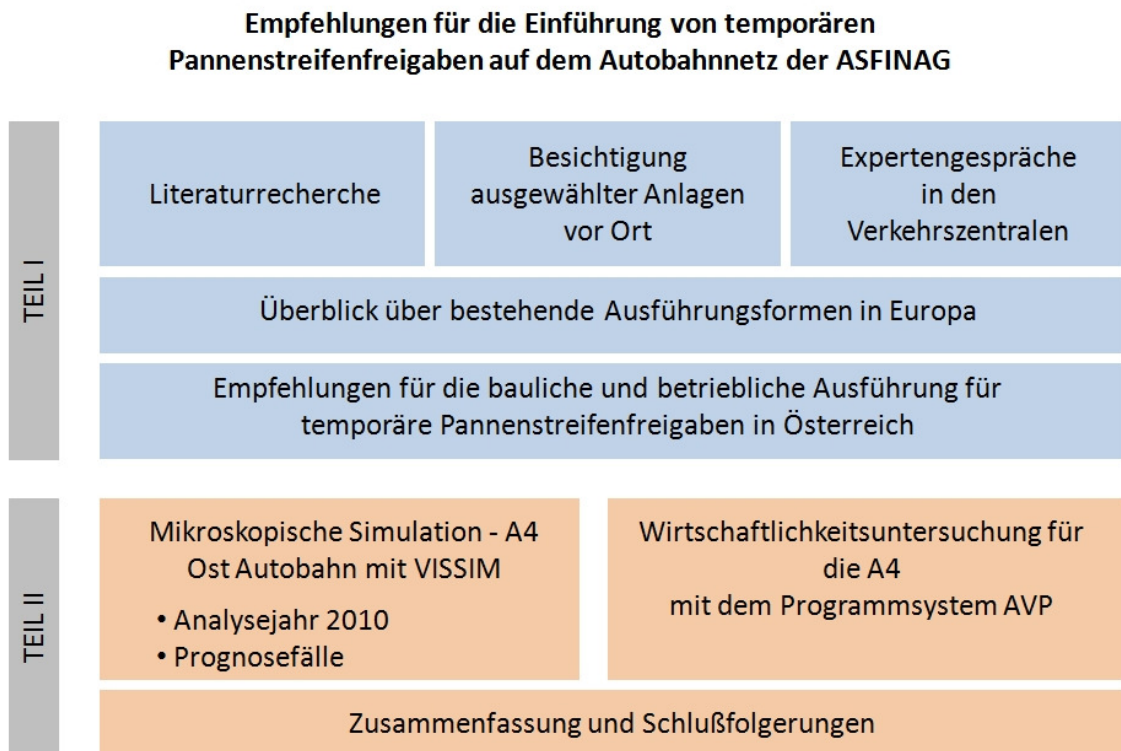 Empfehlungen für die Einführung von temporären
Pannenstreifenfreigaben auf dem Autobahnnetz der ASFINAG
TEIL I
Literaturrecherche
Besichtigung
ausgewählter Anlagen
vor Ort
Expertengespräche
in den
Verkehrszentralen
Überblick über bestehende Ausführungsformen in Europa
Empfehlungen für die bauliche und betriebliche Ausführung für
temporäre Pannenstreifenfreigaben in Österreich
TEIL II
Mikroskopische Simulation - A4
Ost Autobahn mit VISSIM
• Analysejahr 2010
• Prognosefälle
Wirtschaftlichkeitsuntersuchung für
die A4
mit dem Programmsystem AVP
Zusammenfassung und Schlußfolgerungen